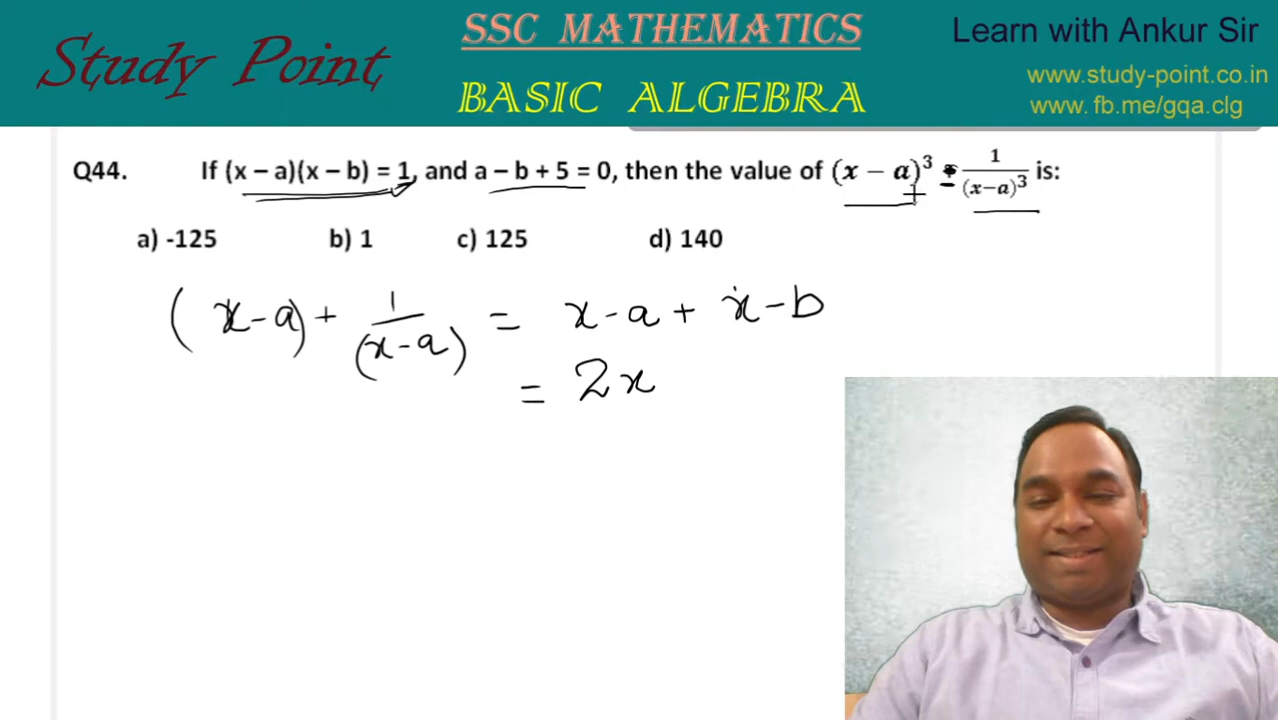 Study Point
SSC MATHEMATICS
BASIC ALGEBRA
Learn with Ankur Sir
www.study-point.co.in
www.fb.me/gqa.clg
Q44. If (x – a)(x – b) = 1, and a – b + 5 = 0, then the value of (x − a)³ - 1/(x−a)³ is:
+
a) -125 b) 1 c) 125 d) 140
(x-a) + 1/(x-a) = x-a + x-b
= 2x